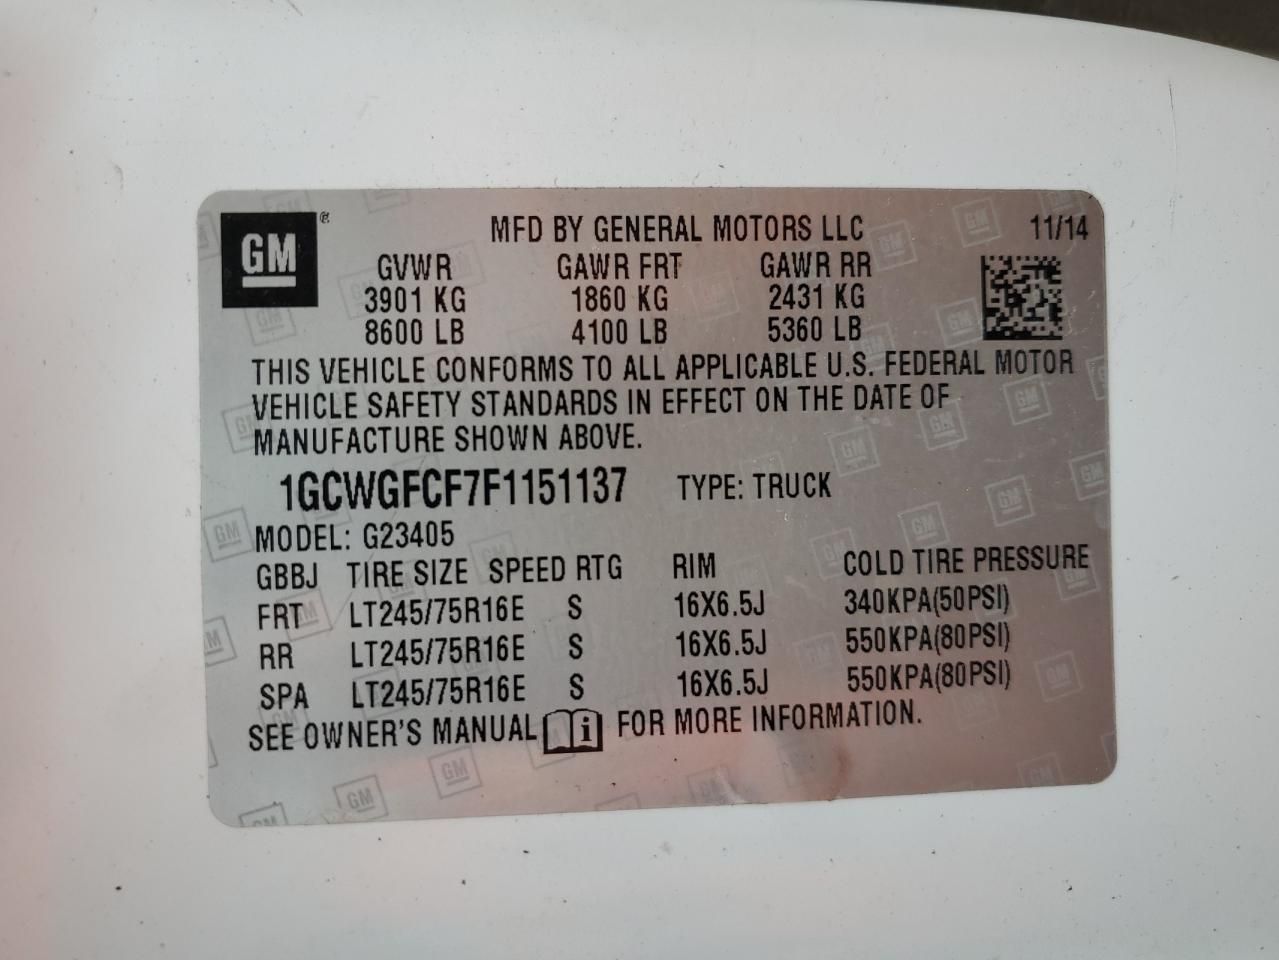 GM®
MFD BY GENERAL MOTORS LLC 11/14
GVWR GAWR FRT GAWR RR
3901 KG 1860 KG 2431 KG
8600 LB 4100 LB 5360 LB
THIS VEHICLE CONFORMS TO ALL APPLICABLE U.S. FEDERAL MOTOR
VEHICLE SAFETY STANDARDS IN EFFECT ON THE DATE OF
MANUFACTURE SHOWN ABOVE.
1GCWGFCF7F1151137 TYPE: TRUCK
MODEL: G23405
GBBJ TIRE SIZE SPEED RTG RIM COLD TIRE PRESSURE
FRT LT245/75R16E S 16X6.5J 340KPA(50PSI)
RR LT245/75R16E S 16X6.5J 550KPA(80PSI)
SPA LT245/75R16E S 16X6.5J 550KPA(80PSI)
SEE OWNER'S MANUAL i FOR MORE INFORMATION.